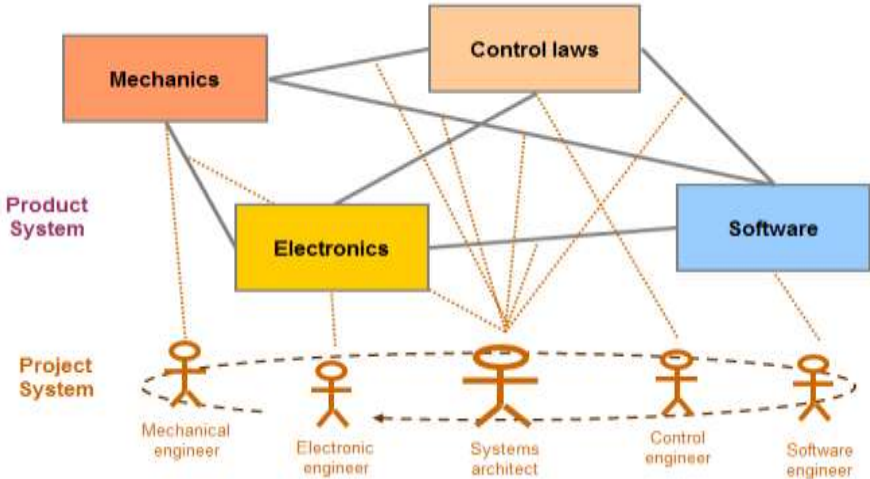 Control laws
Mechanics
Product
System
Electronics
Software
Project
System
Mechanical
engineer
Electronic
engineer
Systems
architect
Control
engineer
Software
engineer